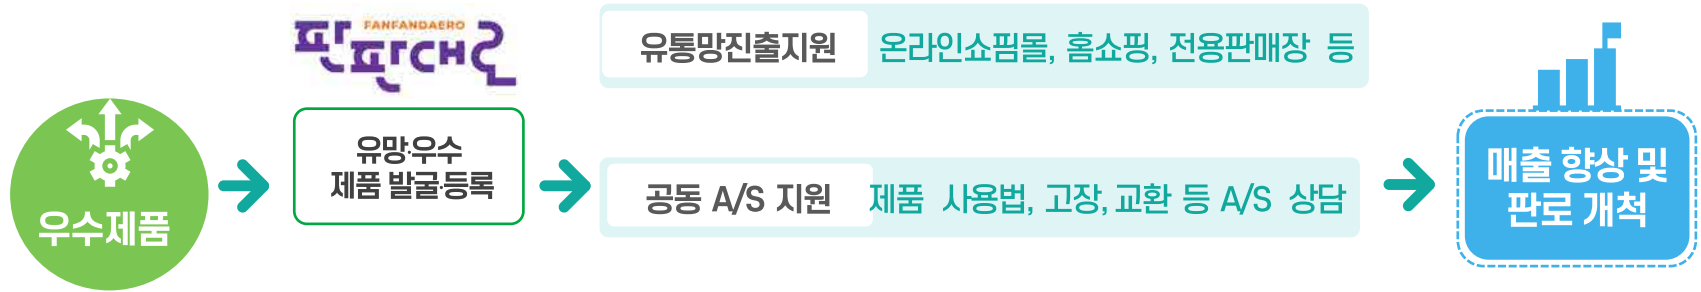 우수제품
FANFANDAERO
판판대로
유망·우수
제품 발굴·등록
유통망진출지원 온라인쇼핑몰, 홈쇼핑, 전용판매장 등
공동 A/S 지원 제품 사용법, 고장, 교환 등 A/S 상담
매출 향상 및
판로 개척